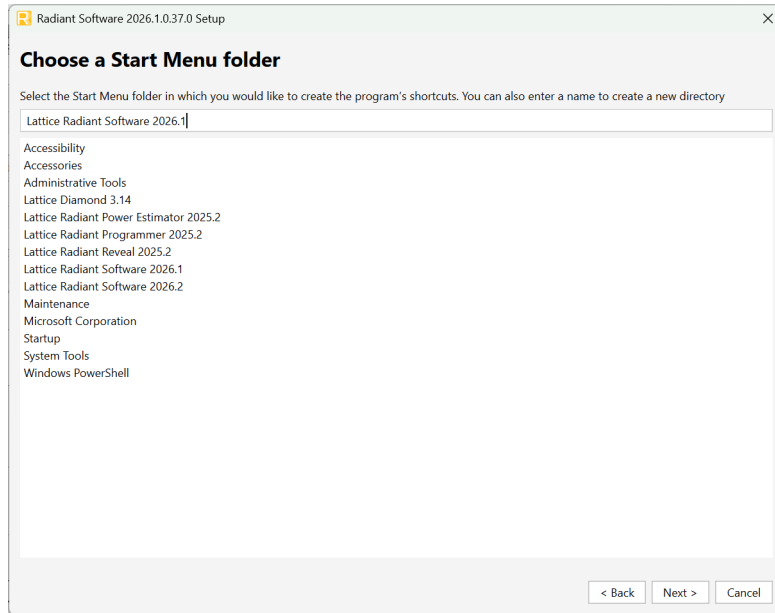 Radiant Software 2026.1.0.37.0 Setup
Choose a Start Menu folder
Select the Start Menu folder in which you would like to create the program's shortcuts. You can also enter a name to create a new directory
Lattice Radiant Software 2026.1
Accessibility
Accessories
Administrative Tools
Lattice Diamond 3.14
Lattice Radiant Power Estimator 2025.2
Lattice Radiant Programmer 2025.2
Lattice Radiant Reveal 2025.2
Lattice Radiant Software 2026.1
Lattice Radiant Software 2026.2
Maintenance
Microsoft Corporation
Startup
System Tools
Windows PowerShell
< Back Next > Cancel